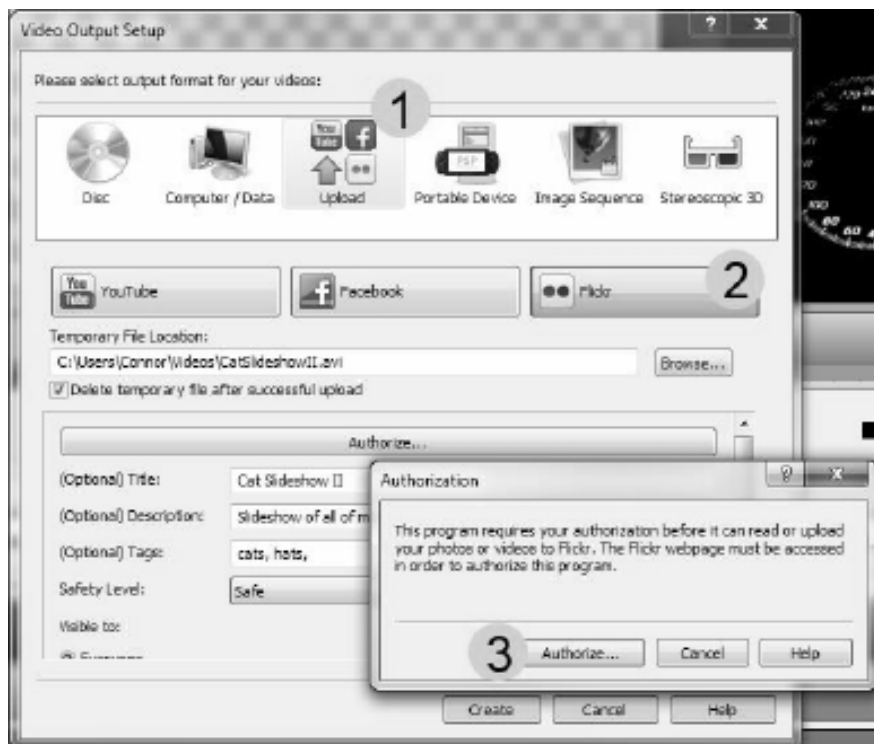 Video Output Setup
Please select output format for your videos:
1
You Tube
PSP
Disc
Computer / Data
Upload
Portable Device
Image Sequence
Stereoscopic 3D
You Tube
YouTube
Facebook
Flickr
2
Temporary File Location:
C:\Users\Connor\Videos\CatSlideshowII.avi
Browse...
Delete temporary file after successful upload
Authorize...
(Optional) Title:
Cat Slideshow II
(Optional) Description:
Slideshow of all of m
(Optional) Tags:
cats, hats,
Safety Level:
Safe
Visible to:
Authorization
This program requires your authorization before it can read or upload
your photos or videos to Flickr. The Flickr webpage must be accessed
in order to authorize this program.
3
Authorize...
Cancel
Help
Create
Cancel
Help